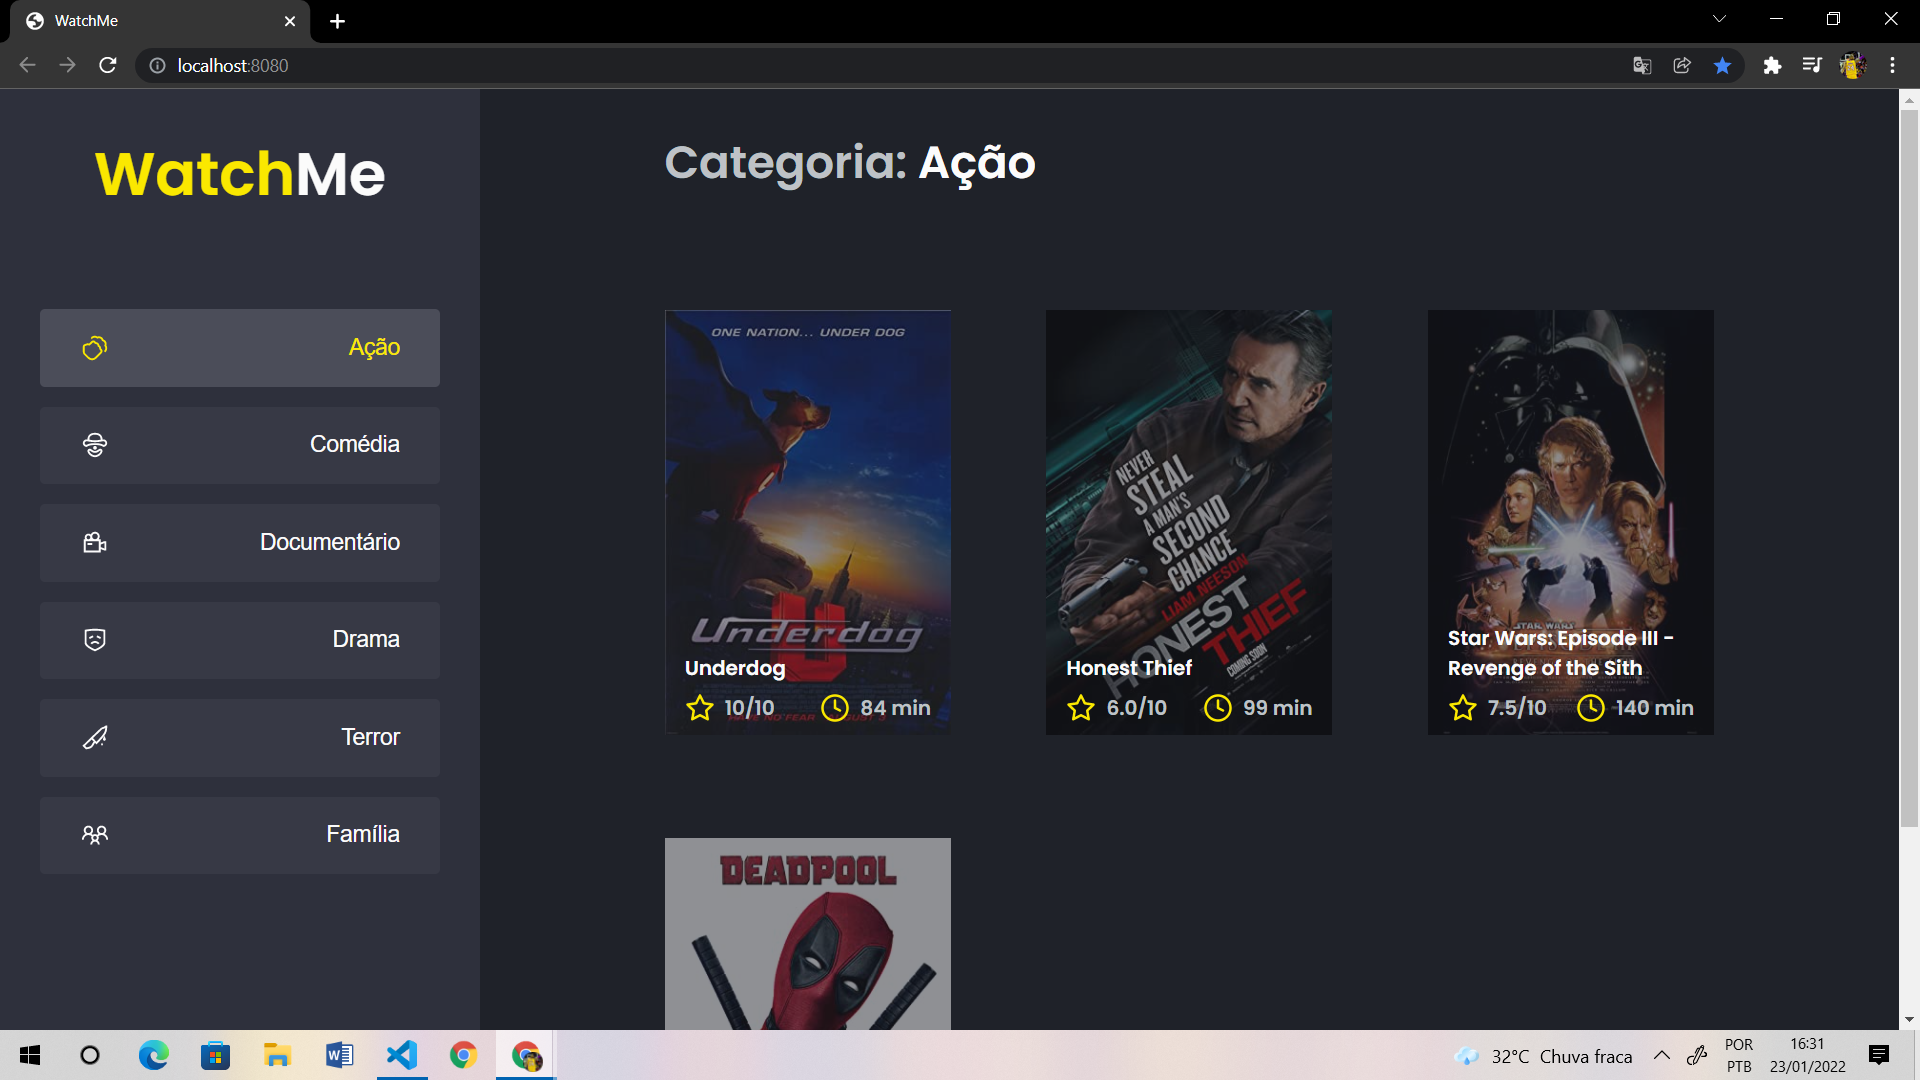 WatchMe
localhost:8080
WatchMe
Categoria: Ação
Ação
Comédia
Documentário
Drama
Terror
Família
ONE NATION... UNDER DOG
Underdog
Underdog
10/10 84 min
NEVER
STEAL
A MAN'S
SECOND
CHANCE
LIAM NEESON
HONEST
THIEF
COMING SOON
Honest Thief
6.0/10 99 min
STAR WARS
Star Wars: Episode III -
Revenge of the Sith
7.5/10 140 min
DEADPOOL
32°C Chuva fraca
POR
PTB
16:31
23/01/2022